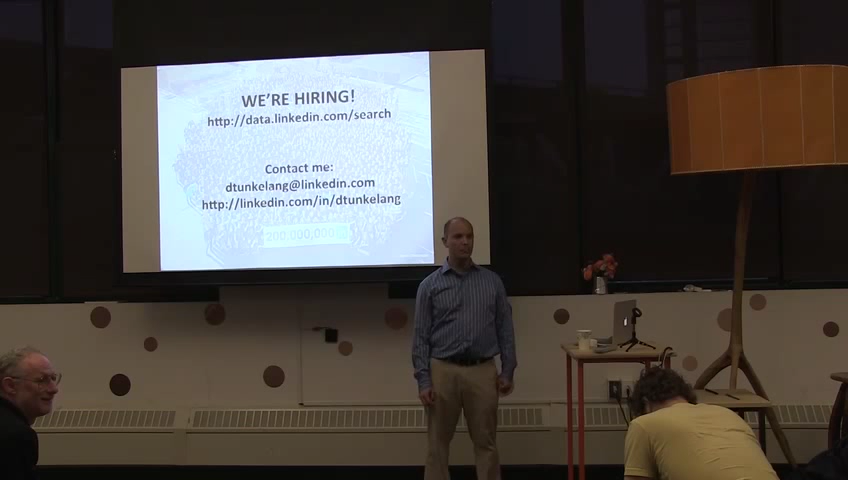 WE'RE HIRING!
http://data.linkedin.com/search
Contact me:
dtunkelang@linkedin.com
http://linkedin.com/in/dtunkelang
200,000,000